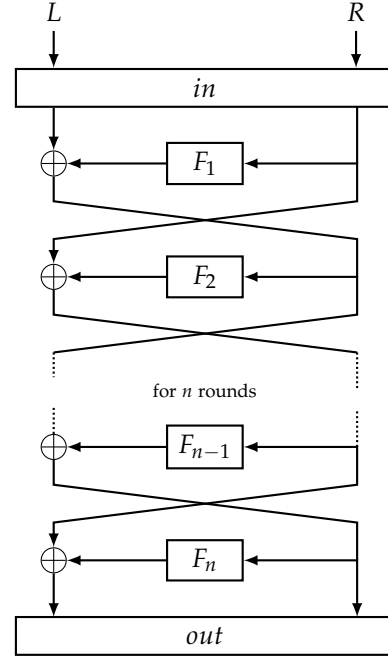 L R
in
F₁
F₂
for n rounds
Fₙ₋₁
Fₙ
out